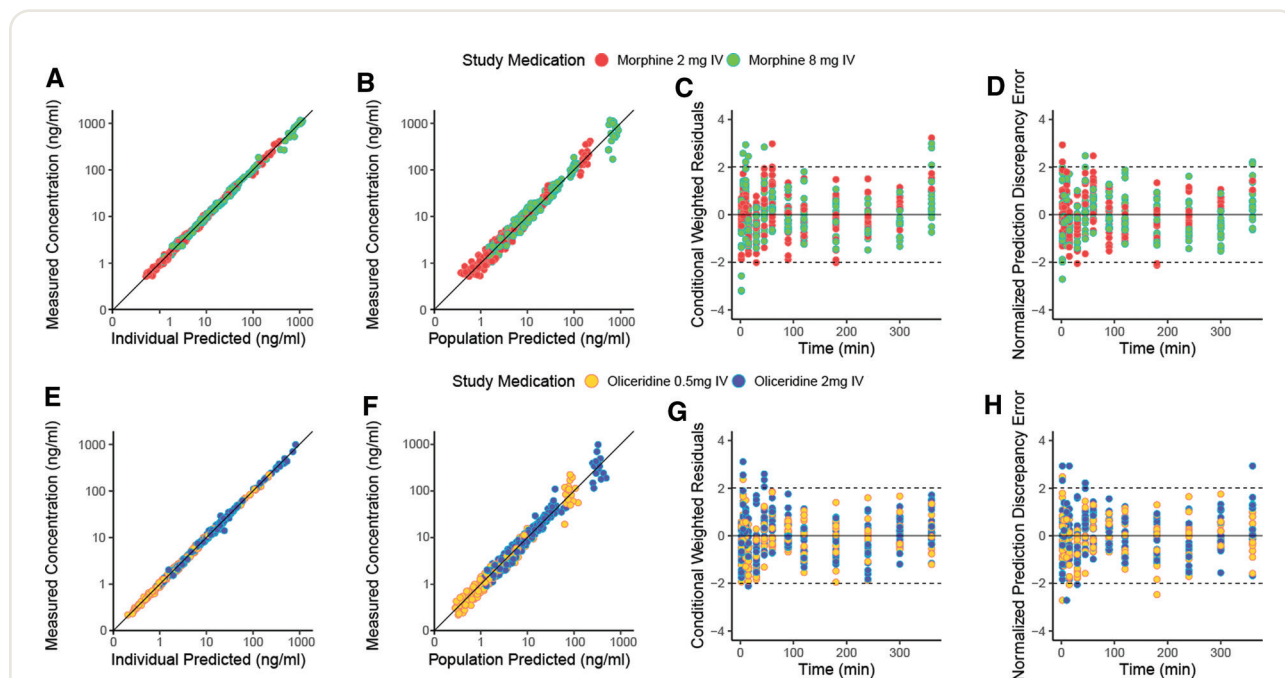 Study Medication Morphine 2 mg IV Morphine 8 mg IV
A B C D
Measured Concentration (ng/ml)
1000
100
10
1
0
0 1 10 100 1000
Individual Predicted (ng/ml)
Measured Concentration (ng/ml)
1000
100
10
1
0
0 1 10 100 1000
Population Predicted (ng/ml)
Conditional Weighted Residuals
4
2
0
−2
−4
0 100 200 300
Time (min)
Normalized Prediction Discrepancy Error
4
2
0
−2
−4
0 100 200 300
Time (min)
Study Medication Oliceridine 0.5mg IV Oliceridine 2mg IV
E F G H
Measured Concentration (ng/ml)
1000
100
10
1
0
0 1 10 100 1000
Individual Predicted (ng/ml)
Measured Concentration (ng/ml)
1000
100
10
1
0
0 1 10 100 1000
Population Predicted (ng/ml)
Conditional Weighted Residuals
4
2
0
−2
−4
0 100 200 300
Time (min)
Normalized Prediction Discrepancy Error
4
2
0
−2
−4
0 100 200 300
Time (min)